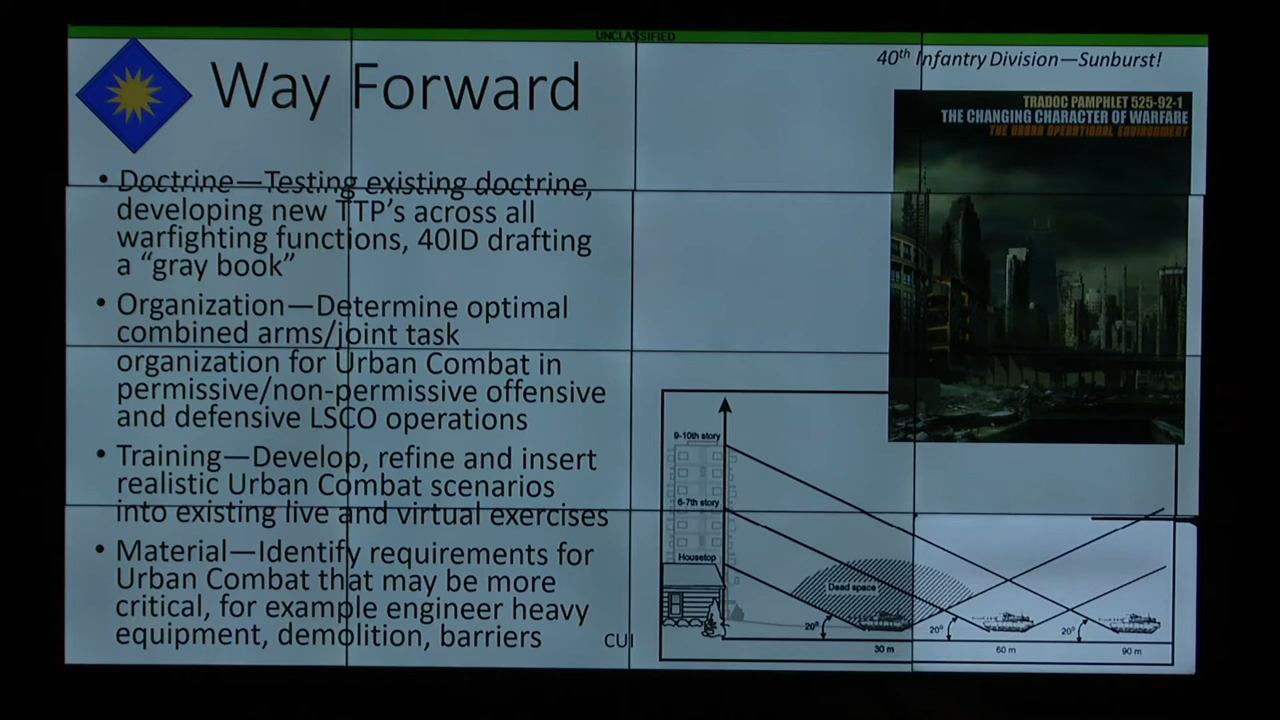 UNCLASSIFIED
40th Infantry Division—Sunburst!
Way Forward
TRADOC PAMPHLET 525-92-1
THE CHANGING CHARACTER OF WARFARE
THE URBAN OPERATIONAL ENVIRONMENT
• Doctrine—Testing existing doctrine,
developing new TTP's across all
warfighting functions, 40ID drafting
a “gray book”
• Organization—Determine optimal
combined arms/joint task
organization for Urban Combat in
permissive/non-permissive offensive
and defensive LSCO operations
• Training—Develop, refine and insert
realistic Urban Combat scenarios
into existing live and virtual exercises
• Material—Identify requirements for
Urban Combat that may be more
critical, for example engineer heavy
equipment, demolition, barriers
CUI
9-10th story
6-7th story
Housetop
Dead space
20° 20° 20°
30 m 60 m 90 m